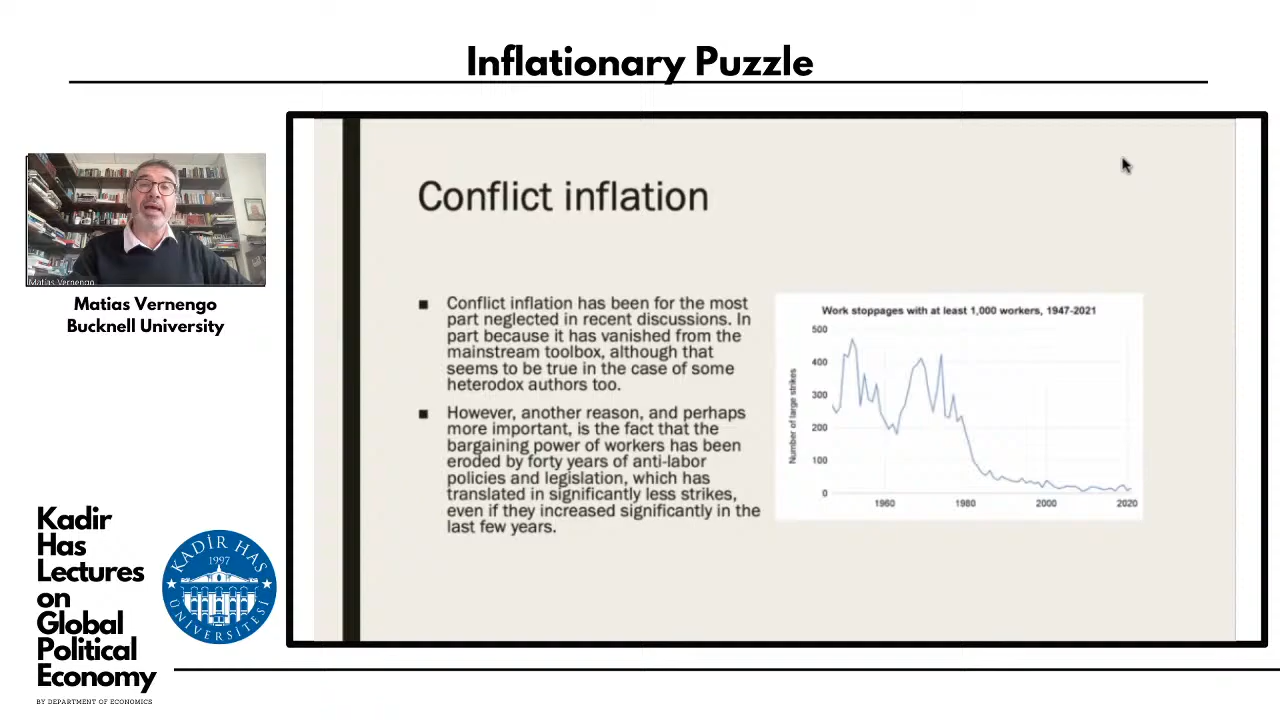 Inflationary Puzzle
Matias Vernengo
Matias Vernengo
Bucknell University
Kadir
Has
Lectures
on
Global
Political
Economy
BY DEPARTMENT OF ECONOMICS
KADİR HAS
1997
ÜNİVERSİTESİ
Conflict inflation
■ Conflict inflation has been for the most
part neglected in recent discussions. In
part because it has vanished from the
mainstream toolbox, although that
seems to be true in the case of some
heterodox authors too.
■ However, another reason, and perhaps
more important, is the fact that the
bargaining power of workers has been
eroded by forty years of anti-labor
policies and legislation, which has
translated in significantly less strikes,
even if they increased significantly in the
last few years.
Work stoppages with at least 1,000 workers, 1947-2021
Number of large strikes
500
400
300
200
100
0
1960 1980 2000 2020